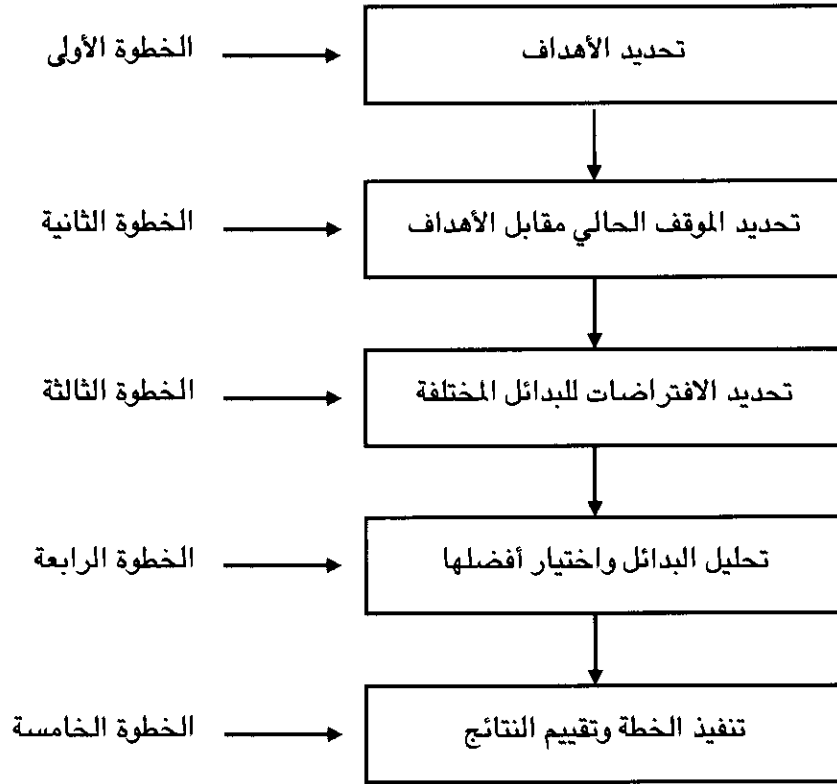 الخطوة الأولى
تحديد الأهداف
الخطوة الثانية
تحديد الموقف الحالي مقابل الأهداف
الخطوة الثالثة
تحديد الافتراضات للبدائل المختلفة
الخطوة الرابعة
تحليل البدائل واختيار أفضلها
الخطوة الخامسة
تنفيذ الخطة وتقييم النتائج